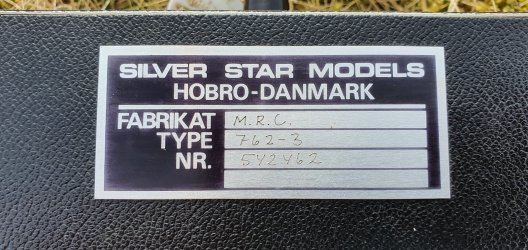 SILVER STAR MODELS
HOBRO-DANMARK
FABRIKAT M.R.C.
TYPE 762-3
NR. 542462